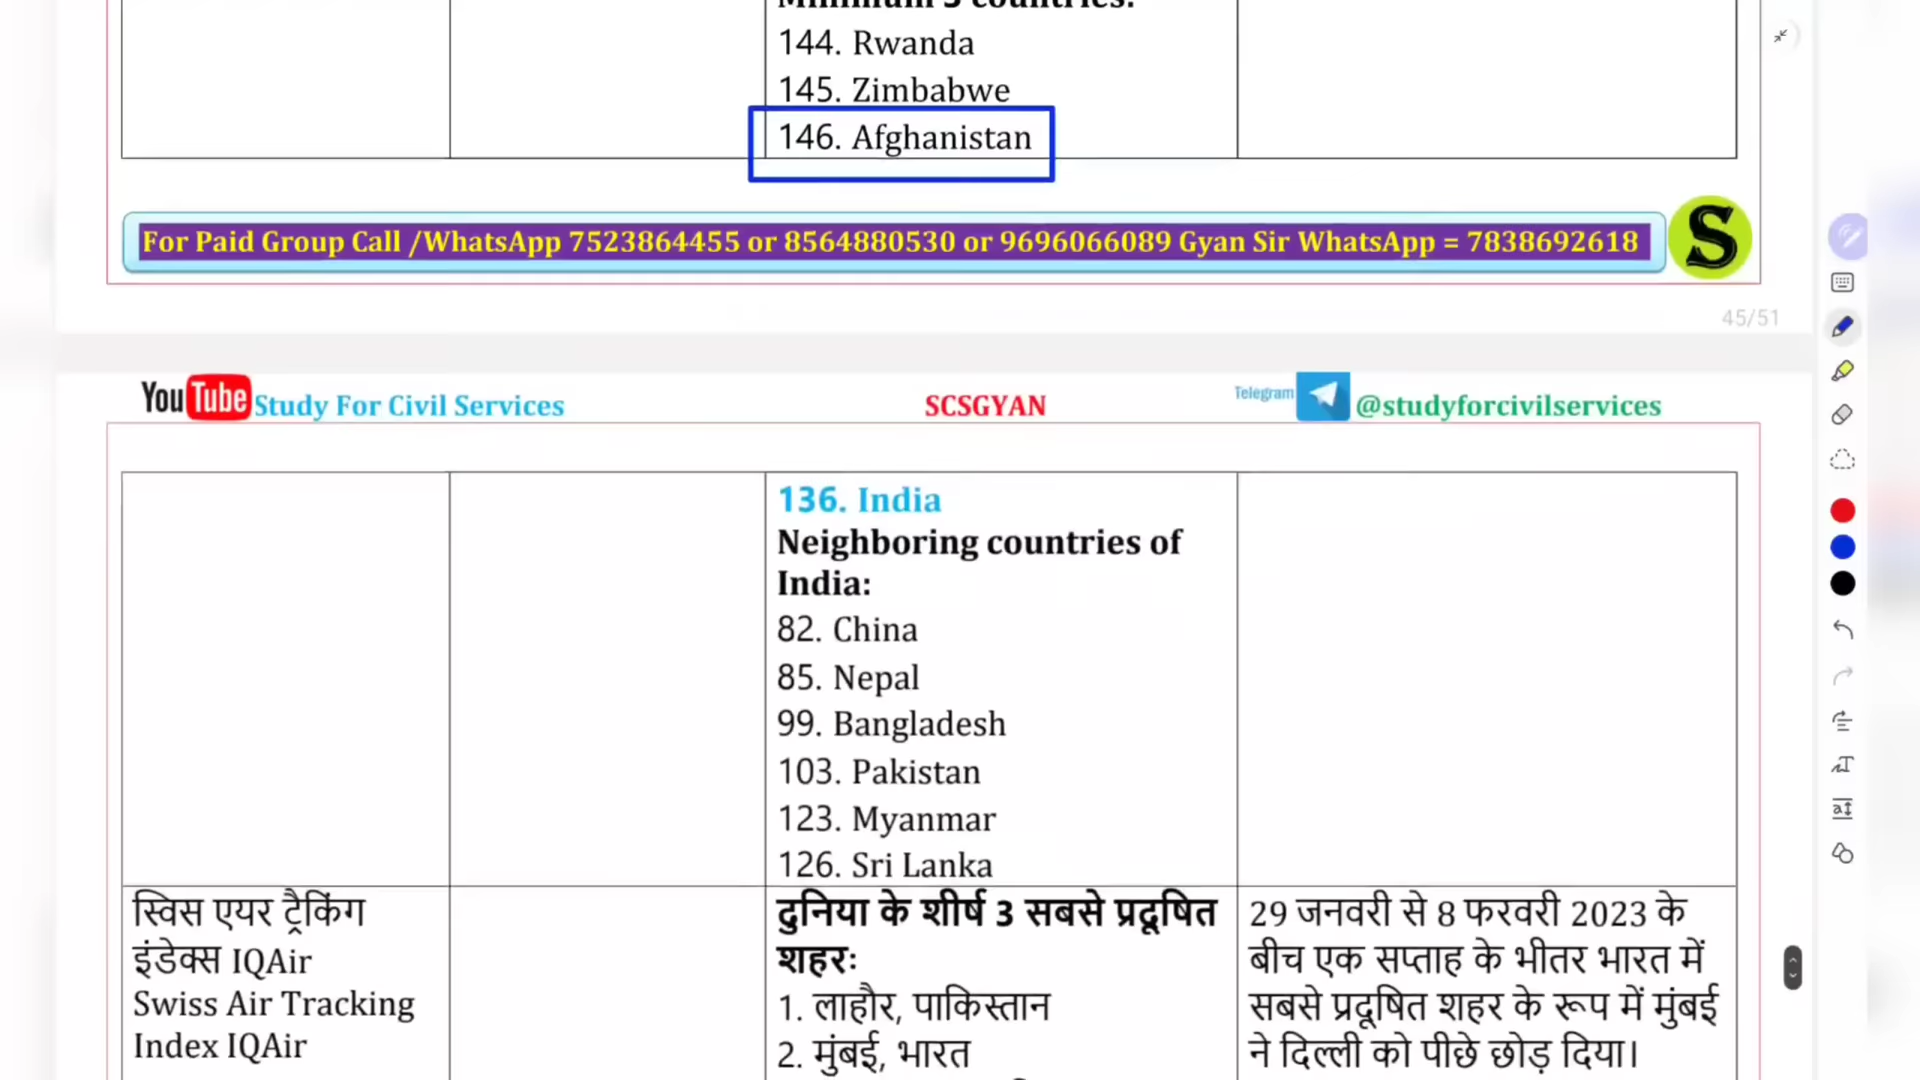 Minimum 3 countries:
144. Rwanda
145. Zimbabwe
146. Afghanistan
For Paid Group Call /WhatsApp 7523864455 or 8564880530 or 9696066089 Gyan Sir WhatsApp = 7838692618
S
45/51
YouTube Study For Civil Services
SCSGYAN
Telegram @studyforcivilservices
136. India
Neighboring countries of
India:
82. China
85. Nepal
99. Bangladesh
103. Pakistan
123. Myanmar
126. Sri Lanka
स्विस एयर ट्रैकिंग
इंडेक्स IQAir
Swiss Air Tracking
Index IQAir
दुनिया के शीर्ष 3 सबसे प्रदूषित
शहरः
1. लाहौर, पाकिस्तान
2. मुंबई, भारत
29 जनवरी से 8 फरवरी 2023 के
बीच एक सप्ताह के भीतर भारत में
सबसे प्रदूषित शहर के रूप में मुंबई
ने दिल्ली को पीछे छोड़ दिया।